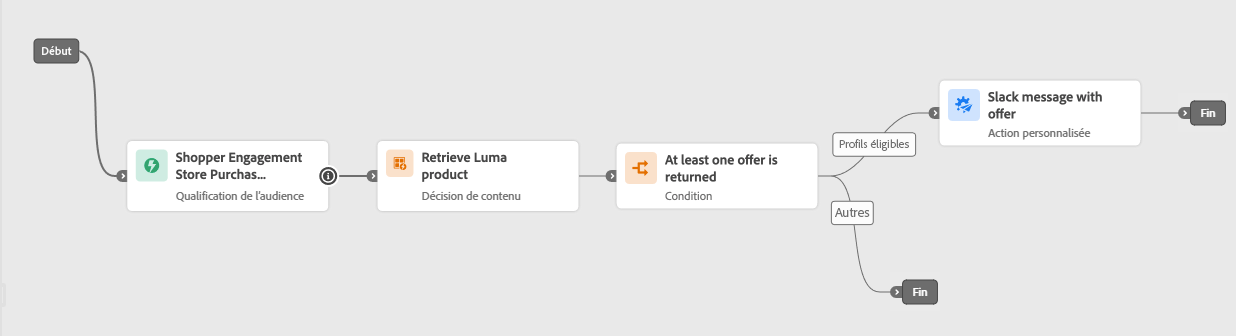 Début
Shopper Engagement
Store Purchas...
Qualification de l'audience
Retrieve Luma
product
Décision de contenu
At least one offer is
returned
Condition
Profils éligibles
Autres
Slack message with
offer
Action personnalisée
Fin
Fin